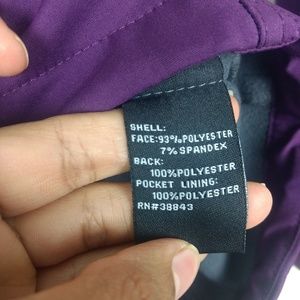 SHELL:
FACE:93%POLYESTER
7%SPANDEX
BACK:
100%POLYESTER
POCKET LINING:
100%POLYESTER
RN#38843